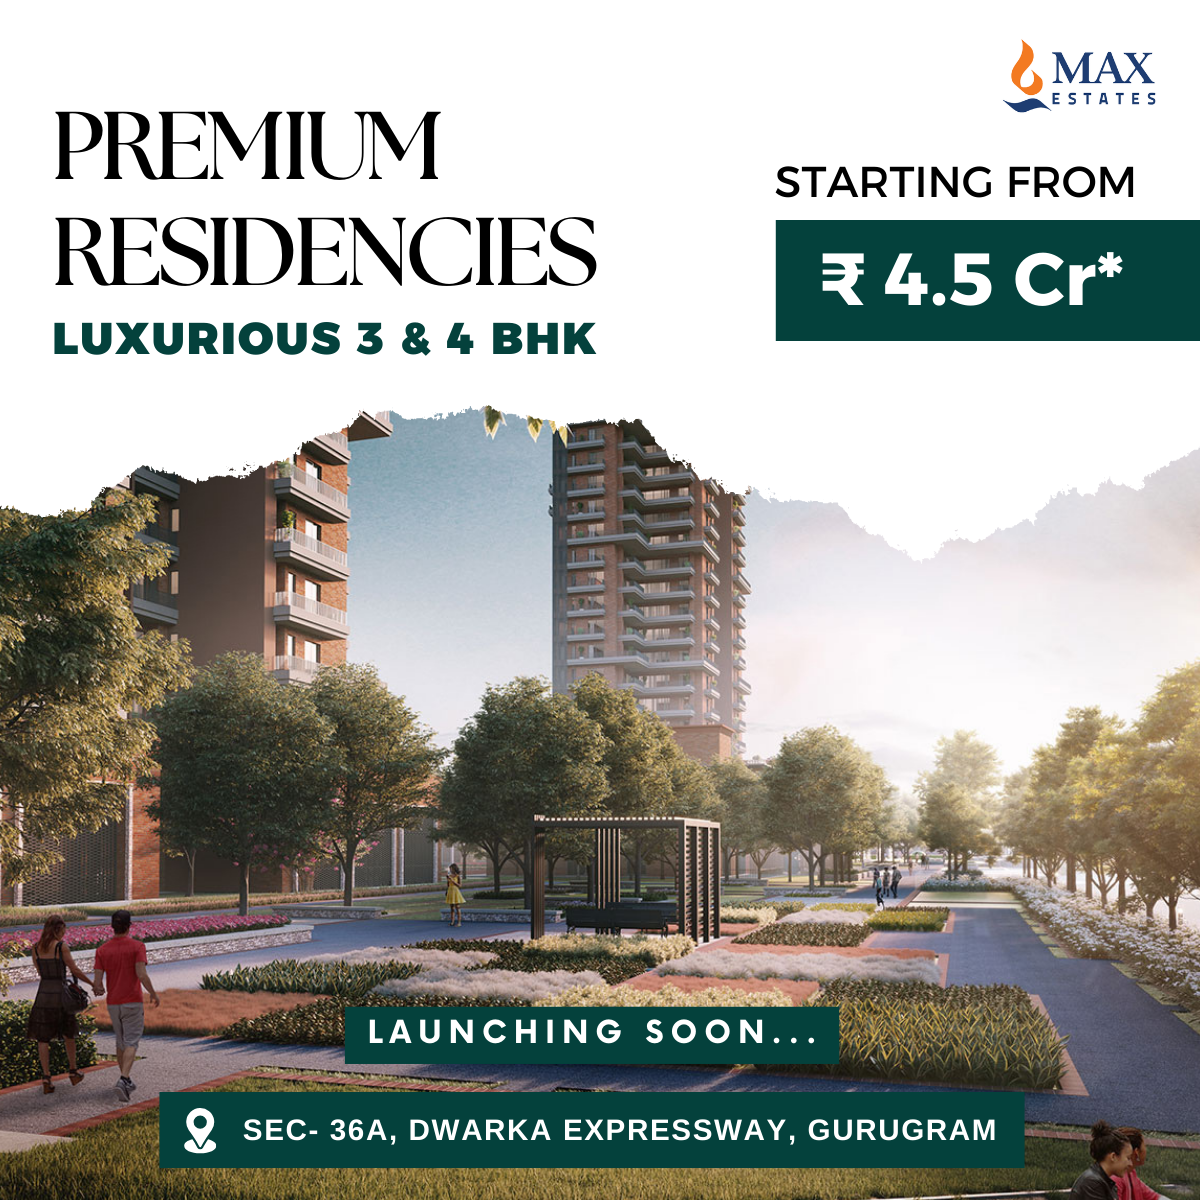 MAX
ESTATES
PREMIUM
RESIDENCIES
LUXURIOUS 3 & 4 BHK
STARTING FROM
₹ 4.5 Cr*
LAUNCHING SOON...
SEC- 36A, DWARKA EXPRESSWAY, GURUGRAM